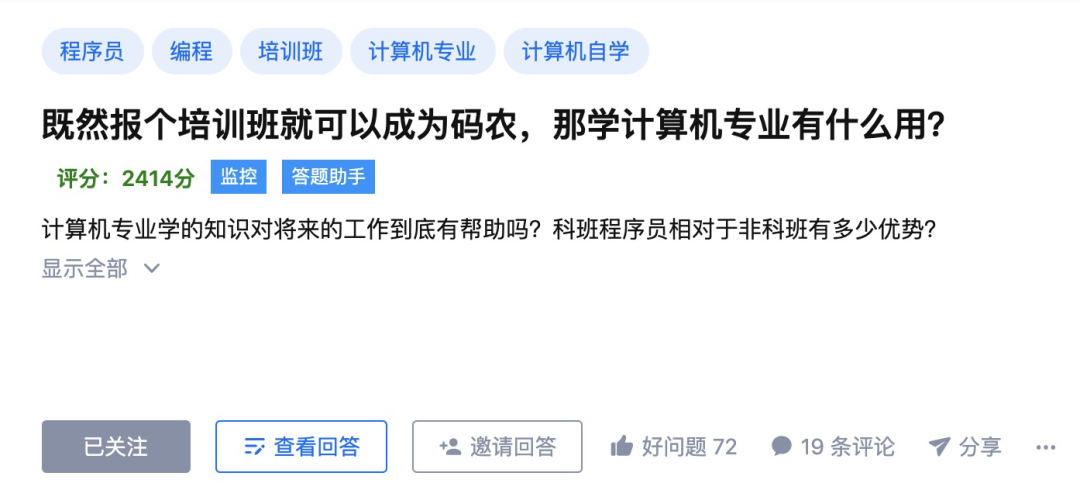 程序员 编程 培训班 计算机专业 计算机自学
既然报个培训班就可以成为码农，那学计算机专业有什么用？
评分：2414分 监控 答题助手
计算机专业学的知识对将来的工作到底有帮助吗？科班程序员相对于非科班有多少优势？
显示全部
已关注 查看回答 邀请回答 好问题 72 19 条评论 分享 ···